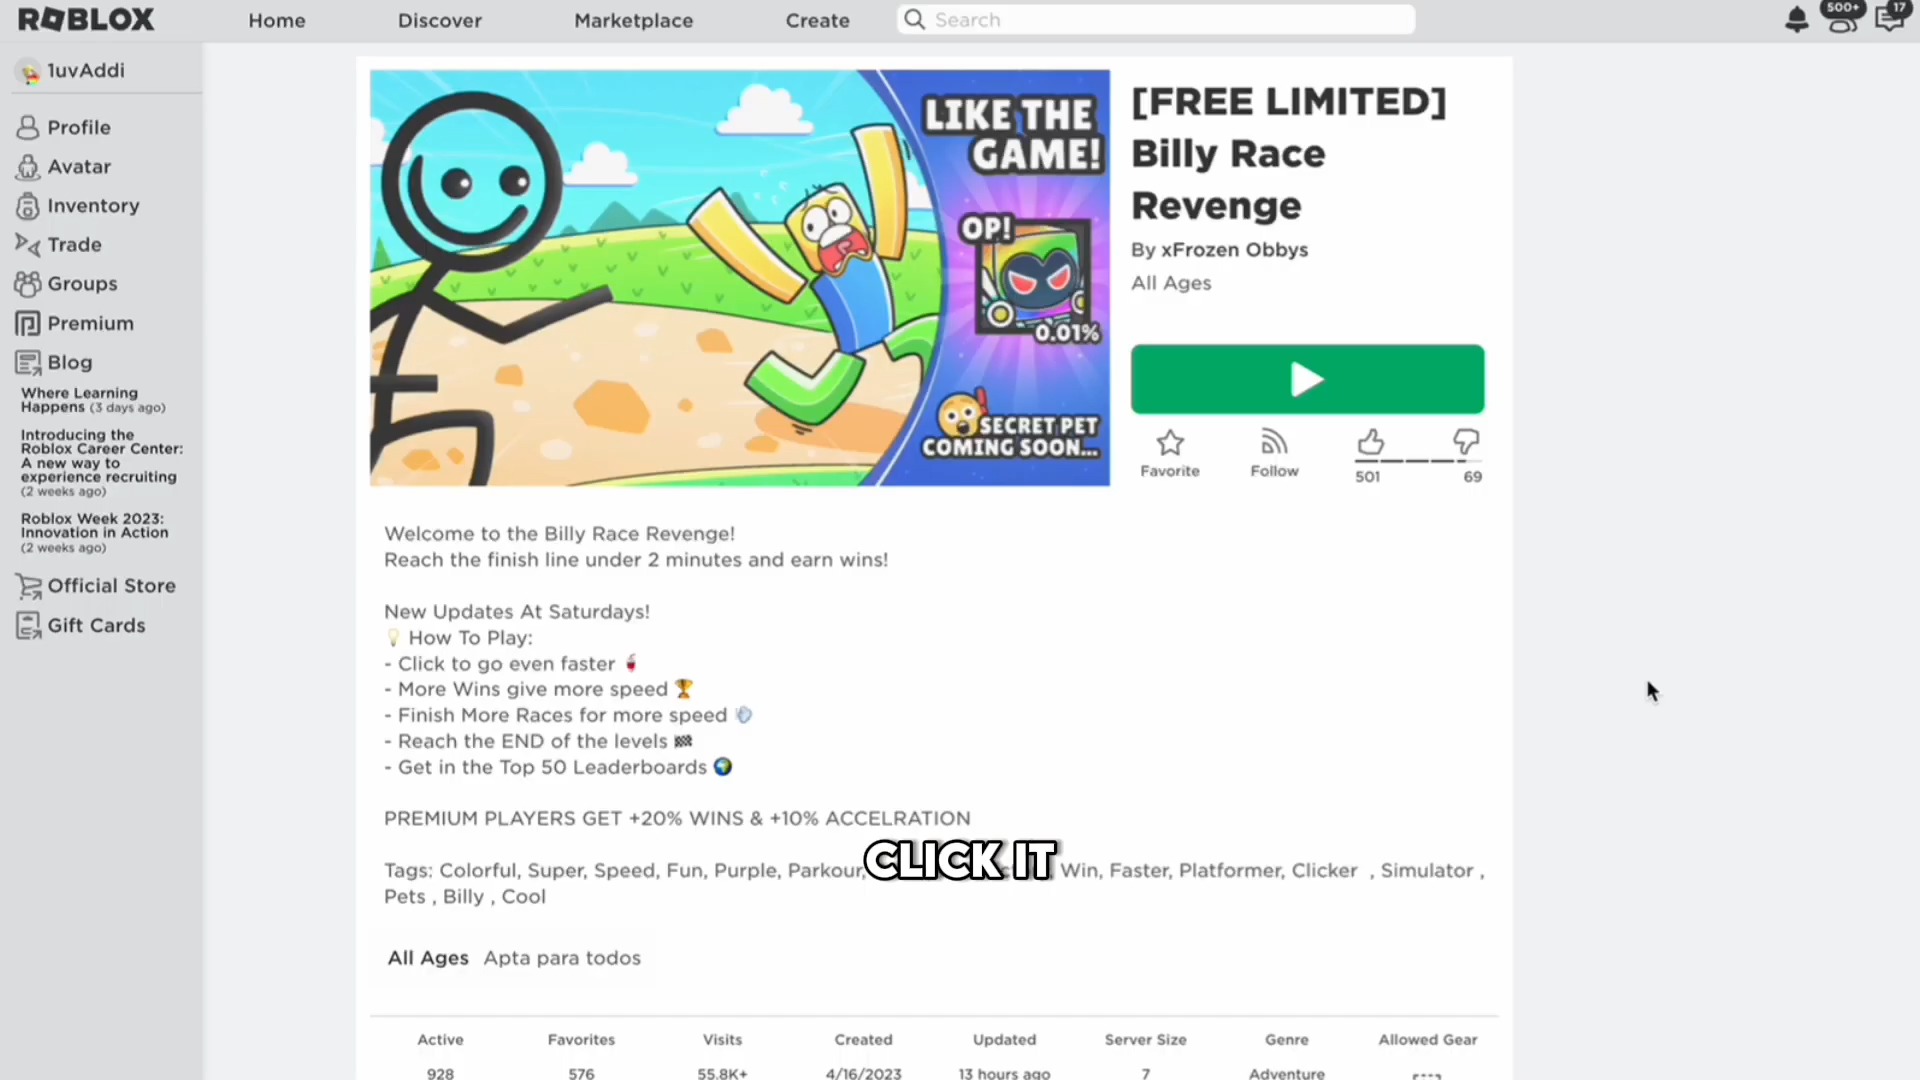 ROBLOX
Home
Discover
Marketplace
Create
Search
500+
17
1uvAddi
Profile
Avatar
Inventory
Trade
Groups
Premium
Blog
Where Learning
Happens (3 days ago)
Introducing the
Roblox Career Center:
A new way to
experience recruiting
(2 weeks ago)
Roblox Week 2023:
Innovation in Action
(2 weeks ago)
Official Store
Gift Cards
LIKE THE
GAME!
OP!
0.01%
SECRET PET
COMING SOON...
[FREE LIMITED]
Billy Race
Revenge
By xFrozen Obbys
All Ages
Favorite
Follow
501
69
Welcome to the Billy Race Revenge!
Reach the finish line under 2 minutes and earn wins!
New Updates At Saturdays!
💡 How To Play:
- Click to go even faster 🥤
- More Wins give more speed 🏆
- Finish More Races for more speed 💨
- Reach the END of the levels 🏁
- Get in the Top 50 Leaderboards 🌍
PREMIUM PLAYERS GET +20% WINS & +10% ACCELRATION
CLICK IT
Tags: Colorful, Super, Speed, Fun, Purple, Parkour, Win, Faster, Platformer, Clicker , Simulator ,
Pets , Billy , Cool
All Ages Apta para todos
Active
Favorites
Visits
Created
Updated
Server Size
Genre
Allowed Gear
928
576
55.8K+
4/16/2023
13 hours ago
7
Adventure